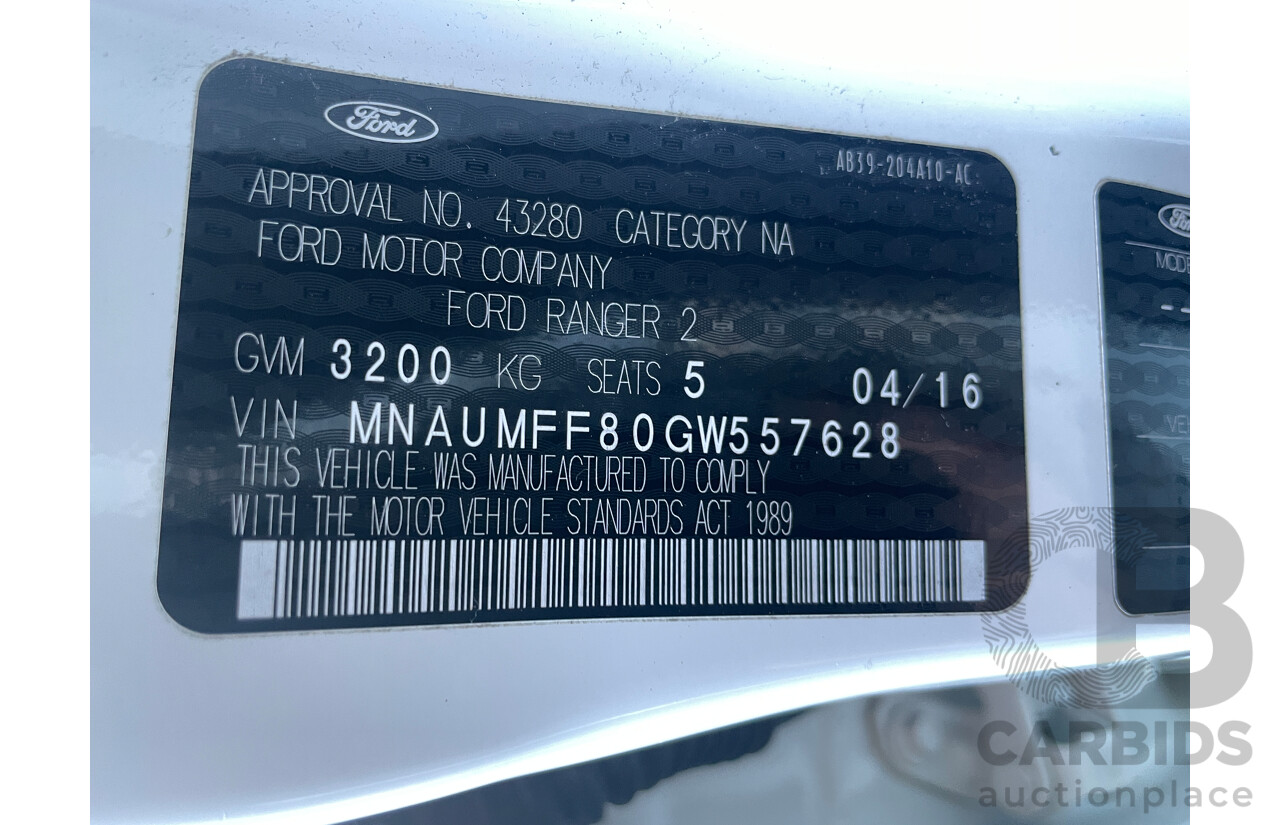 Ford
AB39-204A10-AC
APPROVAL NO. 43280 CATEGORY NA
FORD MOTOR COMPANY
FORD RANGER 2
GVM 3200 KG SEATS 5 04/16
VIN MNAUMFF80GW557628
THIS VEHICLE WAS MANUFACTURED TO COMPLY
WITH THE MOTOR VEHICLE STANDARDS ACT 1989
CB
CARBIDS
auctionplace